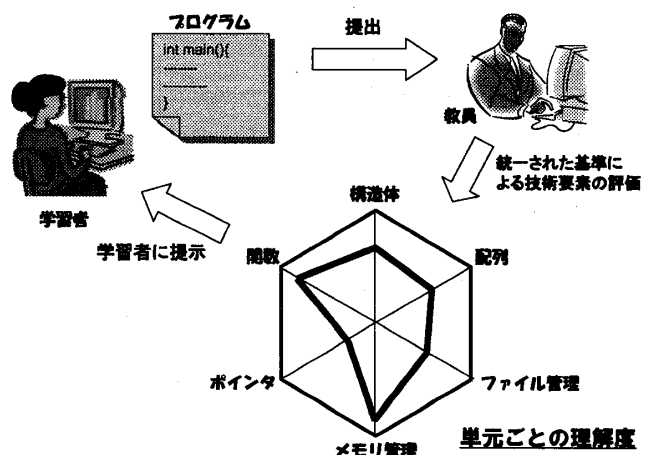 プログラム
int main(){
}
提出
教員
学習者
統一された基準に
よる技術要素の評価
学習者に提示
構造体
関数
配列
ポインタ
ファイル管理
メモリ管理
単元ごとの理解度